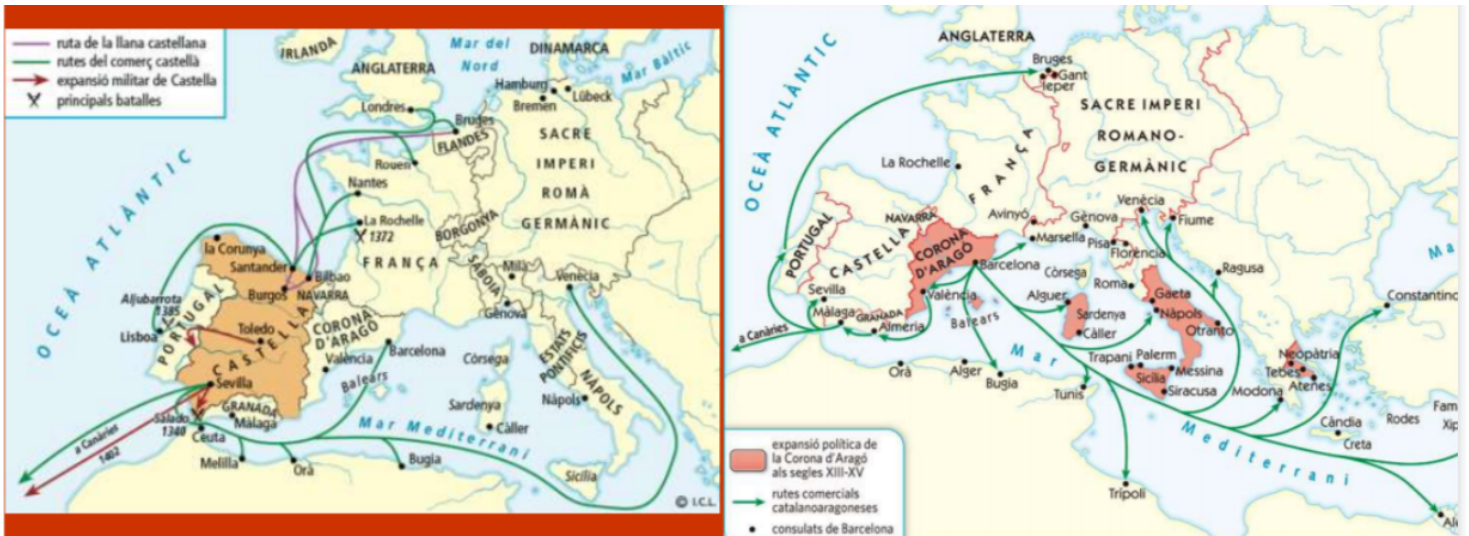 ruta de la llana castellana
rutes del comerç castellà
expansió militar de Castella
principals batalles
IRLANDA
Mar del
Nord
DINAMARCA
ANGLATERRA
Mar Bàltic
Hamburg
Lübeck
Bremen
Londres
Bruges
FLANDES
SACRE
IMPERI
ROMÀ
GERMÀNIC
Rouen
Nantes
OCEÀ ATLÀNTIC
La Rochelle
1372
BORGONYA
FRANÇA
la Corunya
Santander
Bilbao
SABOIA
Milà
Venècia
Burgos
NAVARRA
Gènova
Aljubarrota
1385
PORTUGAL
Lisboa
Toledo
CASTELLA
CORONA
D'ARAGÓ
Barcelona
València
Còrsega
ESTATS
PONTIFICIS
Balears
NÀPOLS
Nàpols
Sevilla
GRANADA
Màlaga
Salado
1340
Sardenya
Càller
Ceuta
Mar Mediterrani
a Canàries
1402
Melilla
Orà
Bugia
Sicília
© I.C.L.
ANGLATERRA
Bruges
Gant
Ieper
SACRE IMPERI
ROMANO-
GERMÀNIC
OCEÀ ATLÀNTIC
La Rochelle
FRANÇA
Venècia
Fiume
NAVARRA
Avinyó
Gènova
Marsella
Pisa
Florència
PORTUGAL
CASTELLA
CORONA
D'ARAGÓ
Barcelona
Còrsega
Ragusa
Ma
Roma
Sevilla
València
Alguer
Gaeta
Nàpols
Constantino
Màlaga
GRANADA
Almeria
Balears
Sardenya
Càller
Otranto
a Canàries
Mar
Trapani
Palerm
Messina
Neopàtria
Tebes
Atenes
Orà
Alger
Bugia
Tunis
Sicília
Siracusa
Modona
Càndia
Creta
Rodes
Fam
Xip
Mediterrani
Trípoli
expansió política de
la Corona d'Aragó
als segles XIII-XV
rutes comercials
catalanoaragoneses
consulats de Barcelona